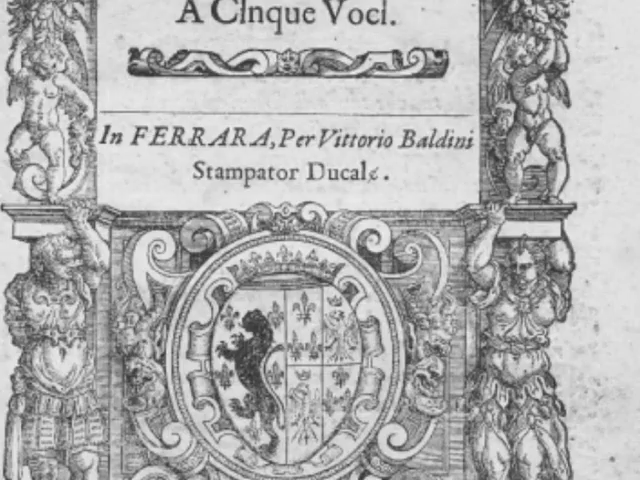 A CInque VocI.
In FERRARA, Per Vittorio Baldini
Stampator Ducale.